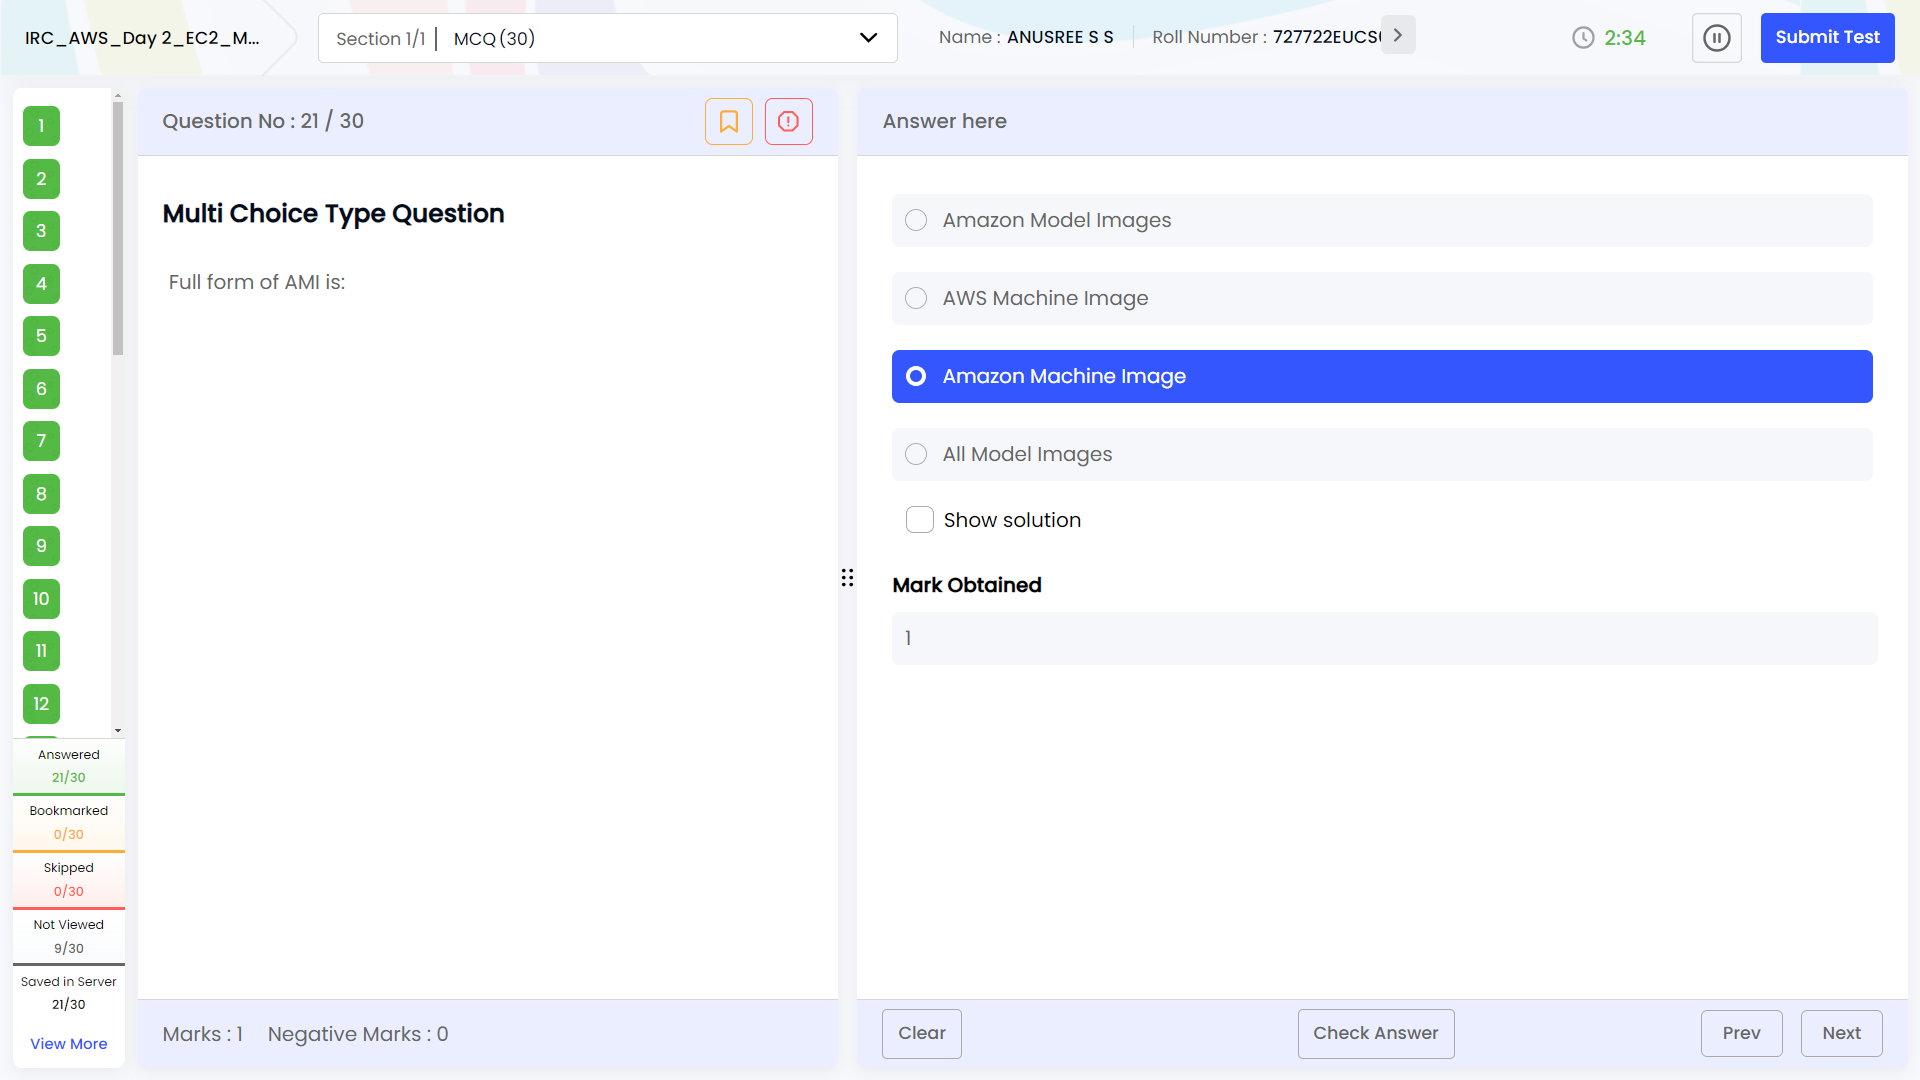 IRC_AWS_Day 2_EC2_M...
Section 1/1 | MCQ (30)
Name : ANUSREE S S
Roll Number : 727722EUCS
2:34
Submit Test
1
2
3
4
5
6
7
8
9
10
11
12
Answered
21/30
Bookmarked
0/30
Skipped
0/30
Not Viewed
9/30
Saved in Server
21/30
View More
Question No : 21 / 30
Multi Choice Type Question
Full form of AMI is:
Marks : 1 Negative Marks : 0
Answer here
Amazon Model Images
AWS Machine Image
Amazon Machine Image
All Model Images
Show solution
Mark Obtained
1
Clear
Check Answer
Prev
Next